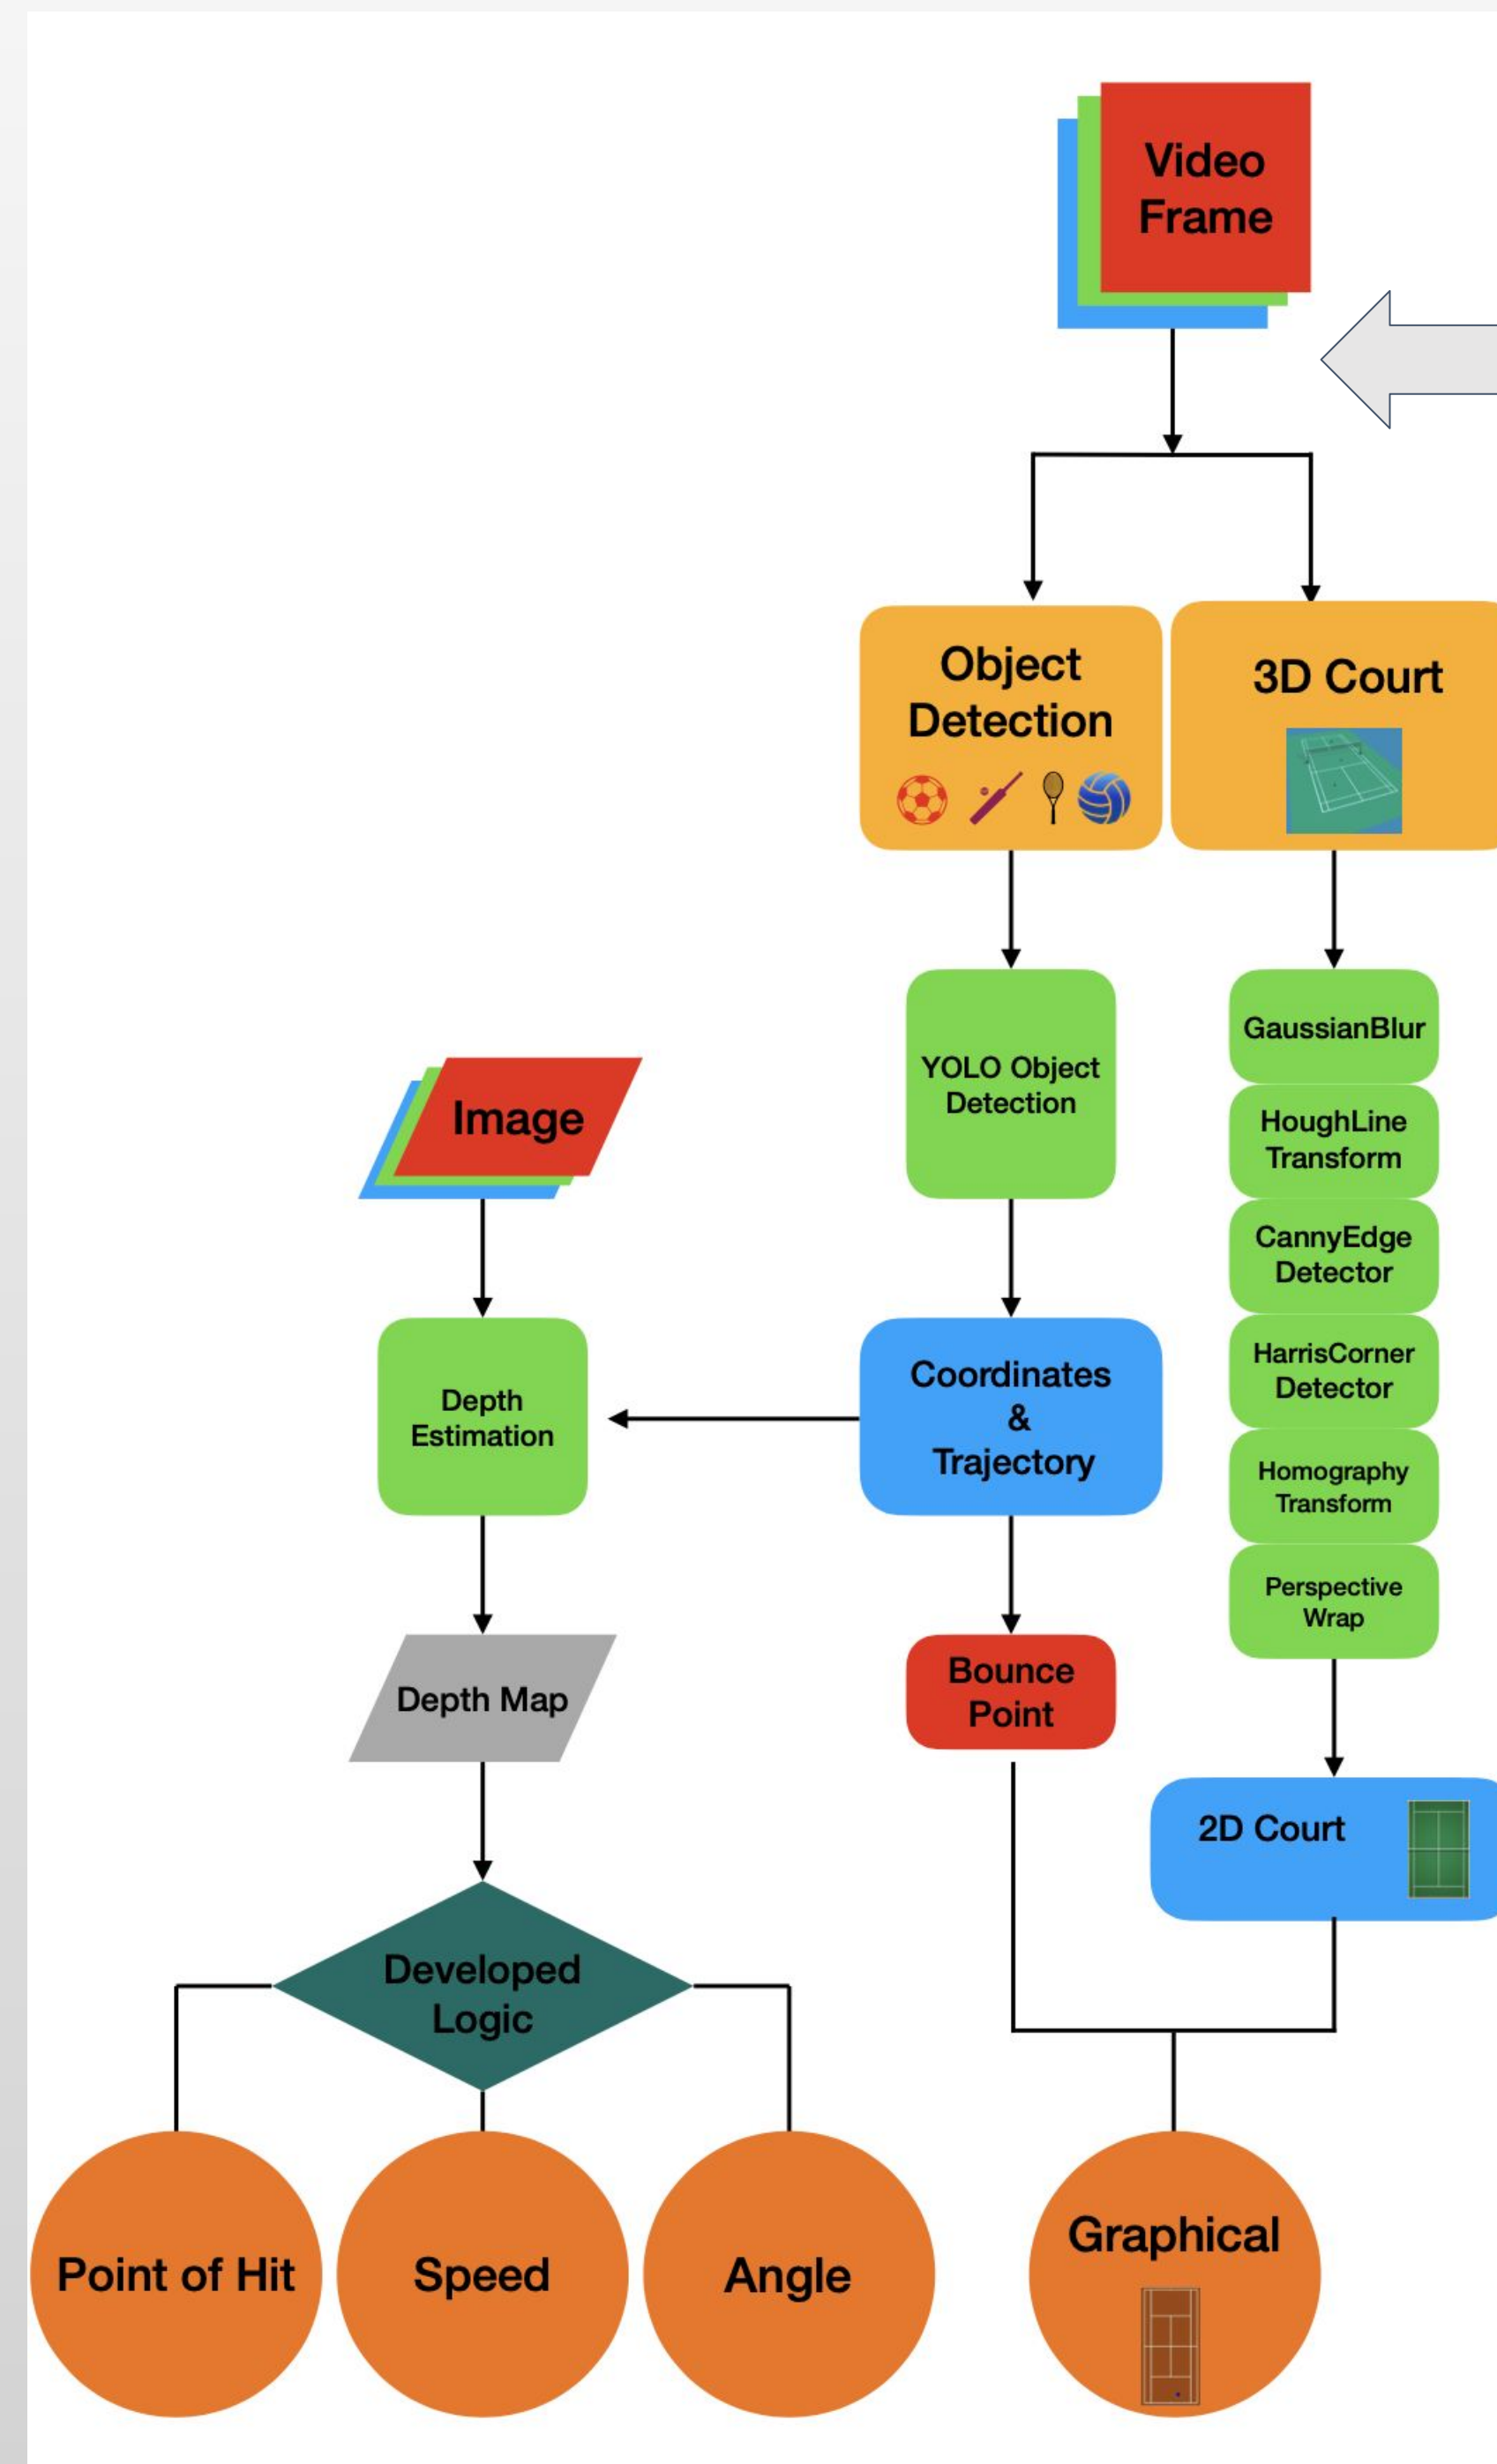 Video
Frame
Object
Detection
3D Court
YOLO Object
Detection
GaussianBlur
HoughLine
Transform
CannyEdge
Detector
HarrisCorner
Detector
Homography
Transform
Perspective
Wrap
Image
Depth
Estimation
Coordinates
&
Trajectory
Depth Map
Bounce
Point
2D Court
Developed
Logic
Point of Hit
Speed
Angle
Graphical